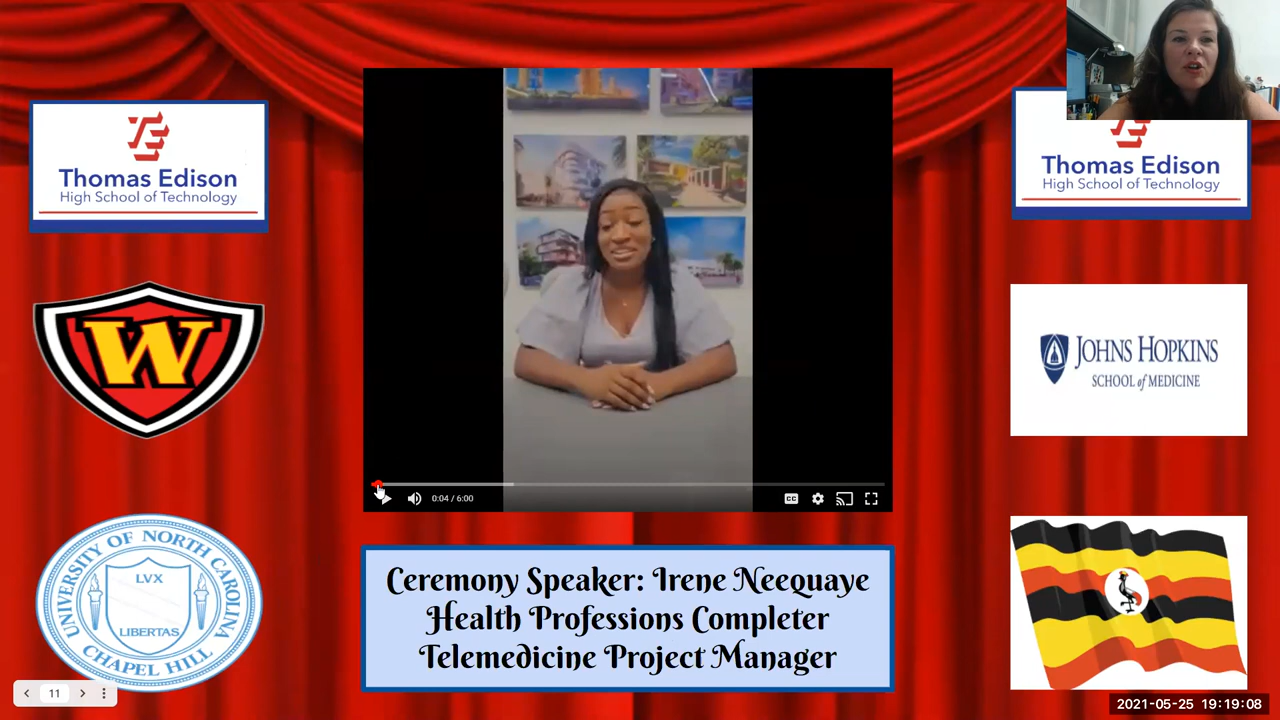 Thomas Edison
High School of Technology
W
UNIVERSITY OF NORTH CAROLINA
LVX
LIBERTAS
CHAPEL HILL
0:04 / 6:00
CC
Ceremony Speaker: Irene Neequaye
Health Professions Completer
Telemedicine Project Manager
Thomas Edison
High School of Technology
JOHNS HOPKINS
SCHOOL of MEDICINE
11
2021-05-25 19:19:08